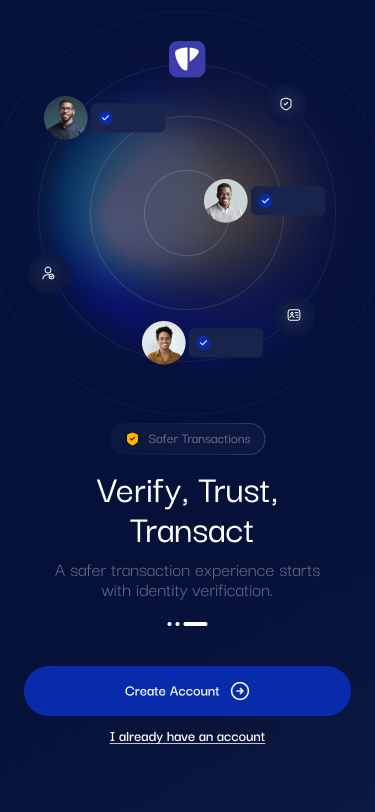 Safer Transactions
Verify, Trust,
Transact
A safer transaction experience starts
with identity verification.
Create Account
I already have an account